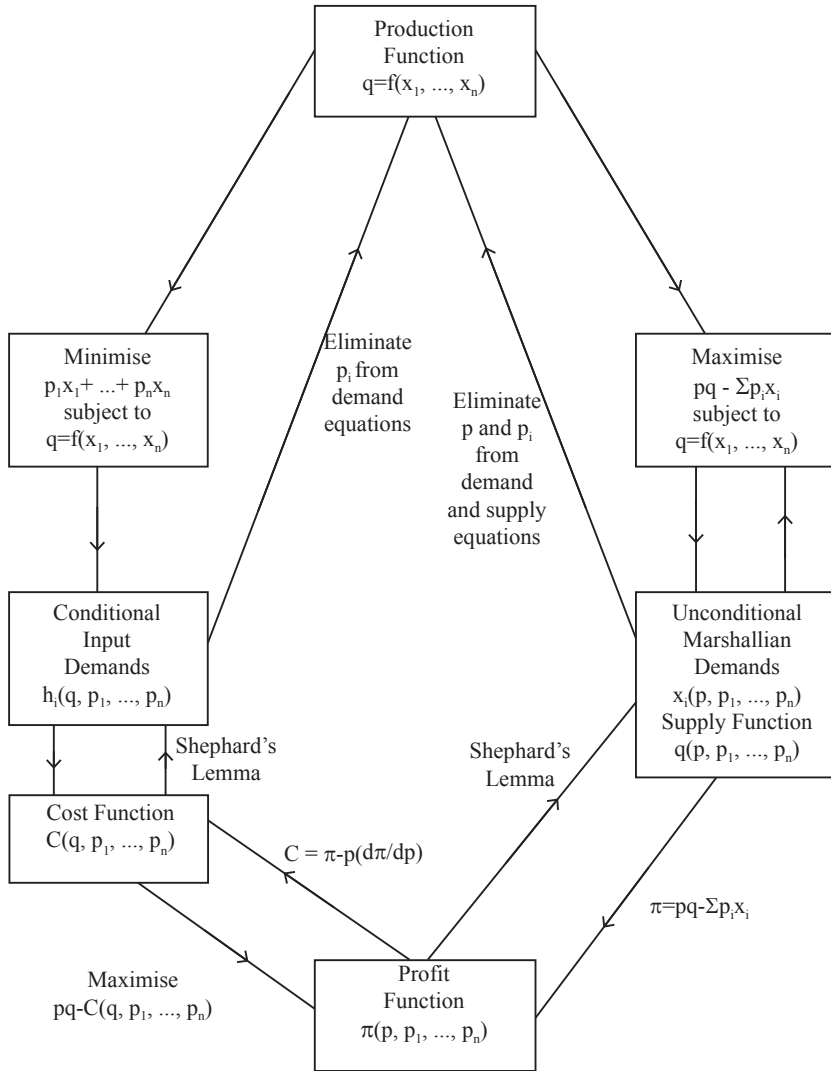 Production
Function
q=f(x₁, ..., xₙ)
Minimise
p₁x₁+ ...+ pₙxₙ
subject to
q=f(x₁, ..., xₙ)
Eliminate
pᵢ from
demand
equations
Eliminate
p and pᵢ
from
demand
and supply
equations
Maximise
pq - Σpᵢxᵢ
subject to
q=f(x₁, ..., xₙ)
Conditional
Input
Demands
hᵢ(q, p₁, ..., pₙ)
Unconditional
Marshallian
Demands
xᵢ(p, p₁, ..., pₙ)
Supply Function
q(p, p₁, ..., pₙ)
Shephard's
Lemma
Shephard's
Lemma
Cost Function
C(q, p₁, ..., pₙ)
C = π-p(dπ/dp)
π=pq-Σpᵢxᵢ
Maximise
pq-C(q, p₁, ..., pₙ)
Profit
Function
π(p, p₁, ..., pₙ)